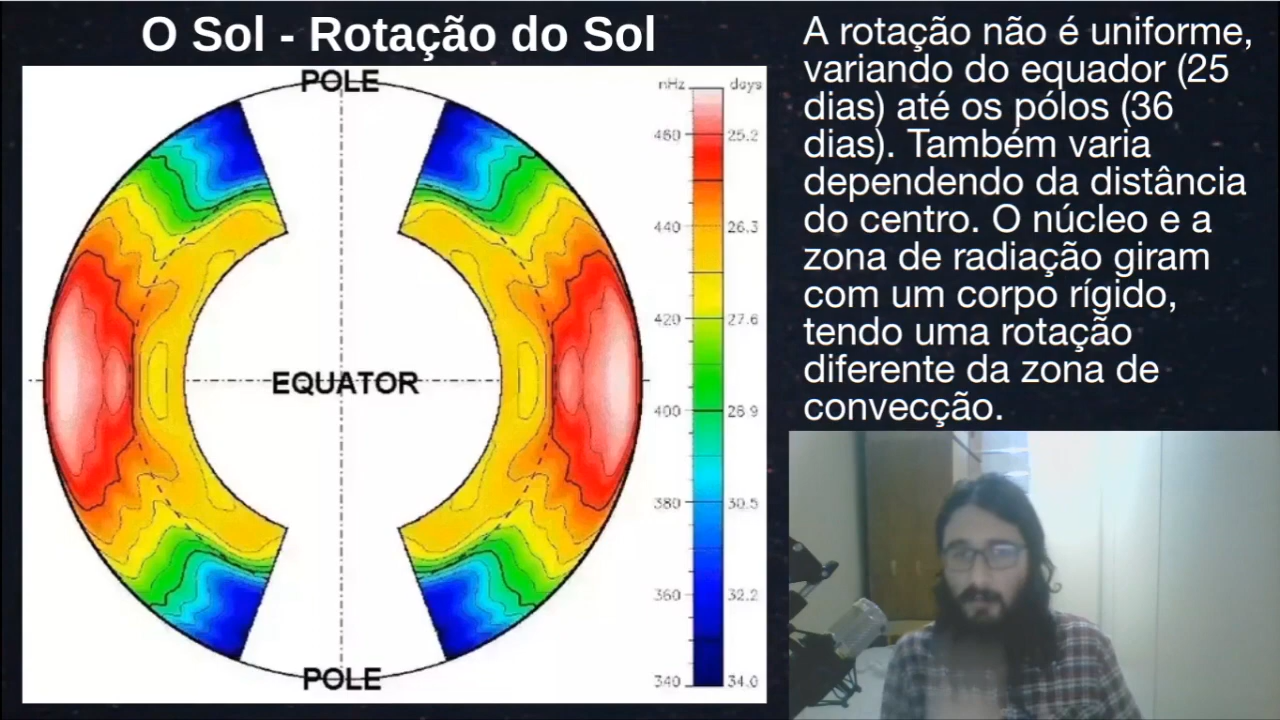 O Sol - Rotação do Sol
A rotação não é uniforme,
variando do equador (25
dias) até os pólos (36
dias). Também varia
dependendo da distância
do centro. O núcleo e a
zona de radiação giram
com um corpo rígido,
tendo uma rotação
diferente da zona de
convecção.
POLE
EQUATOR
POLE
nHz days
460 25.2
440 26.3
420 27.6
400 28.9
380 30.5
360 32.2
340 34.0